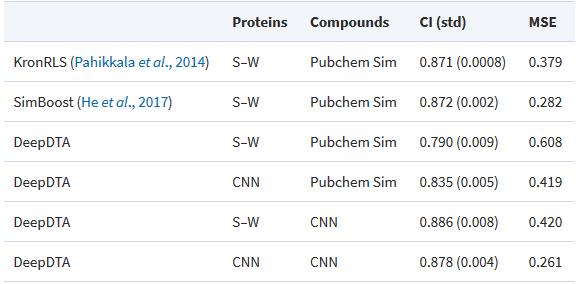 Proteins Compounds CI (std) MSE
KronRLS (Pahikkala et al., 2014) S–W Pubchem Sim 0.871 (0.0008) 0.379
SimBoost (He et al., 2017) S–W Pubchem Sim 0.872 (0.002) 0.282
DeepDTA S–W Pubchem Sim 0.790 (0.009) 0.608
DeepDTA CNN Pubchem Sim 0.835 (0.005) 0.419
DeepDTA S–W CNN 0.886 (0.008) 0.420
DeepDTA CNN CNN 0.878 (0.004) 0.261